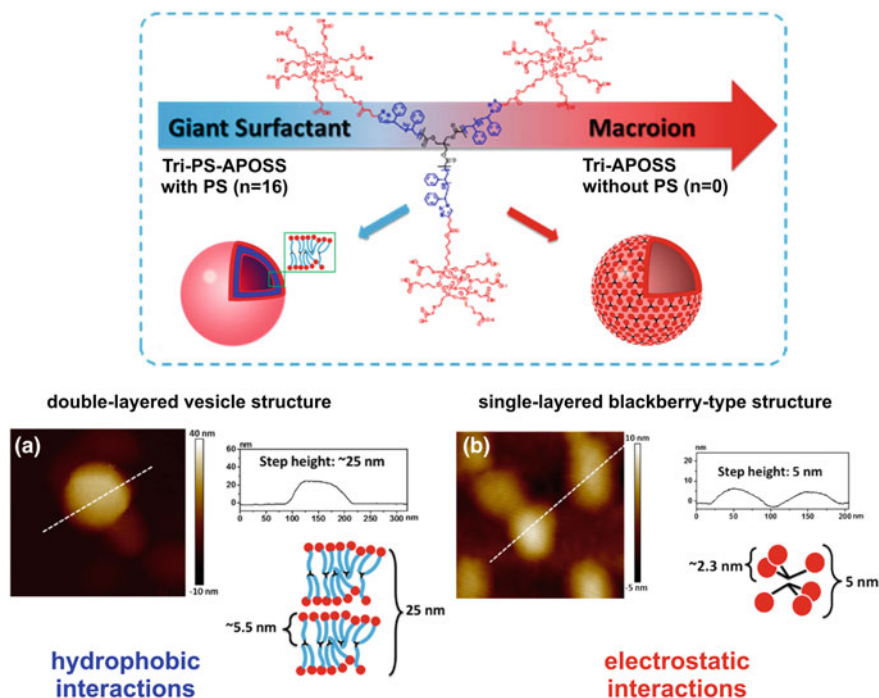 Giant Surfactant
Macroion
Tri-PS-APOSS
with PS (n=16)
Tri-APOSS
without PS (n=0)
double-layered vesicle structure
single-layered blackberry-type structure
(a)
40 nm
-10 nm
nm
Step height: ~25 nm
60
40
20
0
0 50 100 150 200 250 300
nm
~5.5 nm
25 nm
hydrophobic
interactions
(b)
10 nm
-5 nm
nm
Step height: 5 nm
20
10
0
0 50 100 150 200
nm
~2.3 nm
5 nm
electrostatic
interactions